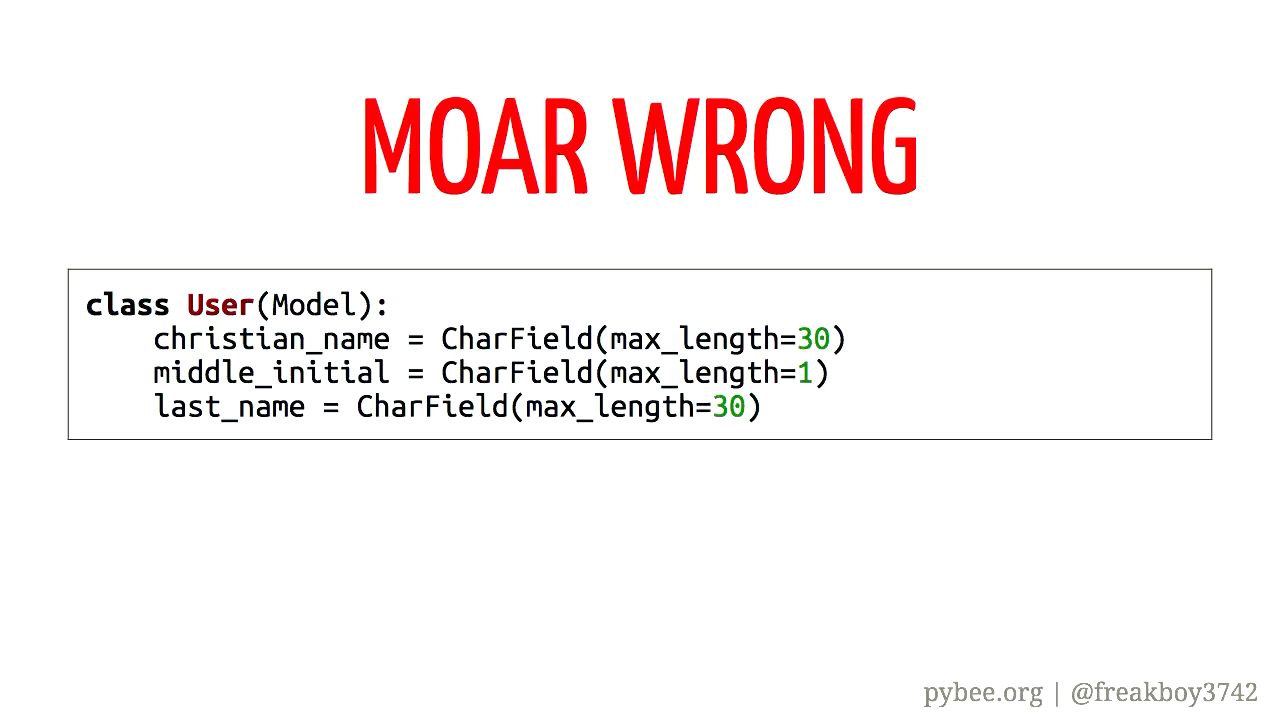 MOAR WRONG
class User(Model):
    christian_name = CharField(max_length=30)
    middle_initial = CharField(max_length=1)
    last_name = CharField(max_length=30)
pybee.org | @freakboy3742